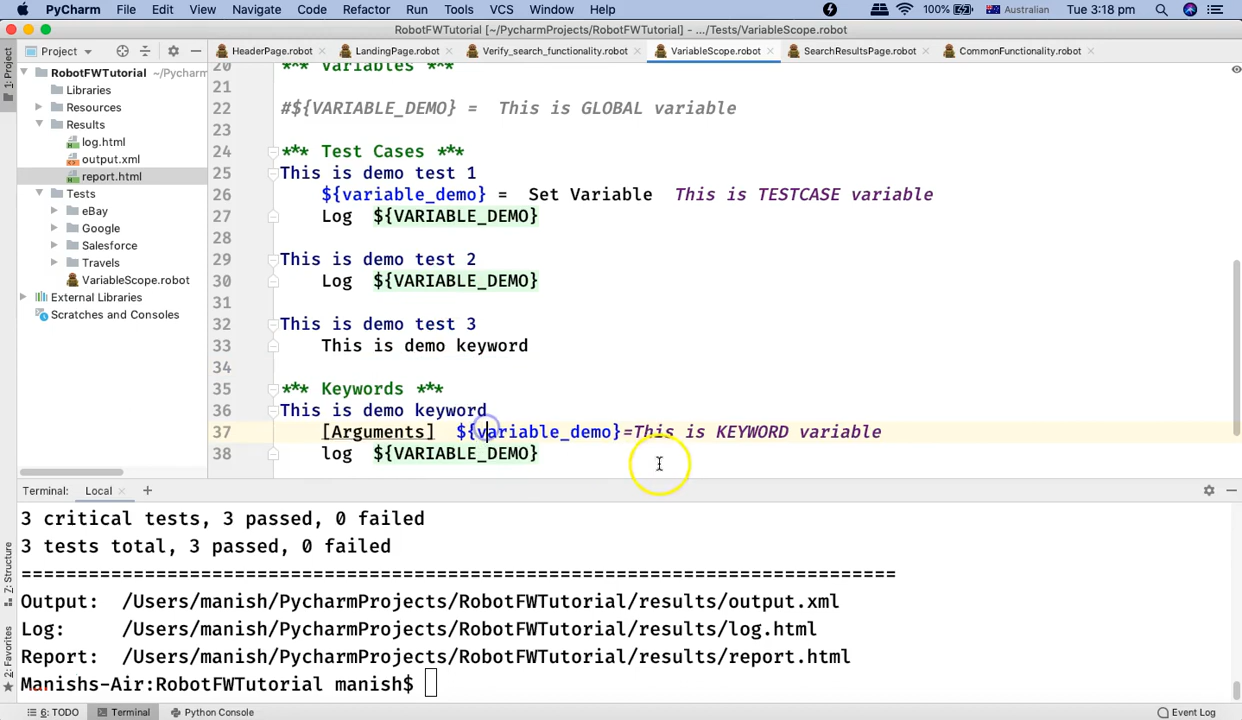 PyCharm File Edit View Navigate Code Refactor Run Tools VCS Window Help 100% Australian Tue 3:18 pm
RobotFWTutorial [~/PycharmProjects/RobotFWTutorial] - .../Tests/VariableScope.robot
Project HeaderPage.robot LandingPage.robot Verify_search_functionality.robot VariableScope.robot SearchResultsPage.robot CommonFunctionality.robot
1: Project
RobotFWTutorial ~/Pycharm
Libraries
Resources
Results
log.html
output.xml
report.html
Tests
eBay
Google
Salesforce
Travels
VariableScope.robot
External Libraries
Scratches and Consoles
20 *** Variables ***
21
22 #${VARIABLE_DEMO} = This is GLOBAL variable
23
24 *** Test Cases ***
25 This is demo test 1
26 ${variable_demo} = Set Variable This is TESTCASE variable
27 Log ${VARIABLE_DEMO}
28
29 This is demo test 2
30 Log ${VARIABLE_DEMO}
31
32 This is demo test 3
33 This is demo keyword
34
35 *** Keywords ***
36 This is demo keyword
37 [Arguments] ${variable_demo}=This is KEYWORD variable
38 log ${VARIABLE_DEMO}
Terminal: Local
3 critical tests, 3 passed, 0 failed
3 tests total, 3 passed, 0 failed
==============================================================================
Output: /Users/manish/PycharmProjects/RobotFWTutorial/results/output.xml
Log: /Users/manish/PycharmProjects/RobotFWTutorial/results/log.html
Report: /Users/manish/PycharmProjects/RobotFWTutorial/results/report.html
Manishs-Air:RobotFWTutorial manish$
Z: Structure
2: Favorites
6: TODO Terminal Python Console Event Log